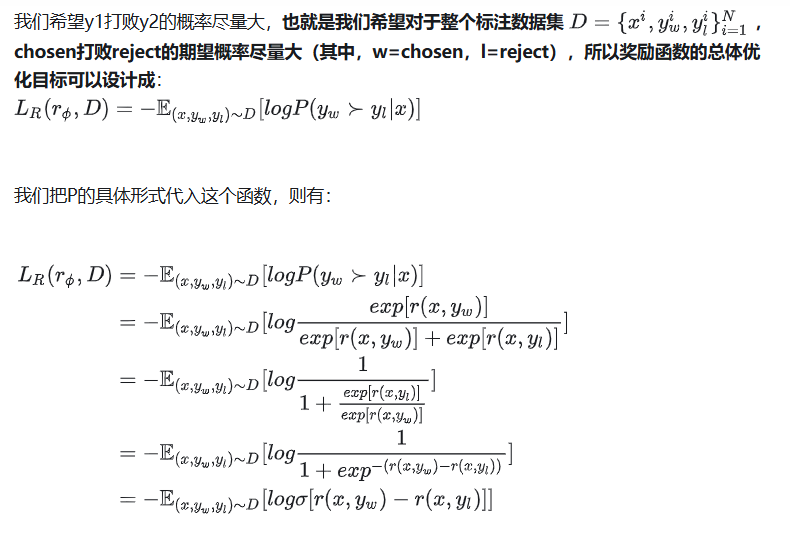 我们希望y1打败y2的概率尽量大，也就是我们希望对于整个标注数据集 $D = \{x^i, y_w^i, y_l^i\}_{i=1}^N$ ，
chosen打败reject的期望概率尽量大（其中，w=chosen，l=reject），所以奖励函数的总体优
化目标可以设计成：
$L_R(r_\phi, D) = -\mathbb{E}_{(x,y_w,y_l)\sim D}[logP(y_w \succ y_l|x)]$
我们把P的具体形式代入这个函数，则有：
$L_R(r_\phi, D) = -\mathbb{E}_{(x,y_w,y_l)\sim D}[logP(y_w \succ y_l|x)]$
$= -\mathbb{E}_{(x,y_w,y_l)\sim D}[log\frac{exp[r(x,y_w)]}{exp[r(x,y_w)]+exp[r(x,y_l)]}]$
$= -\mathbb{E}_{(x,y_w,y_l)\sim D}[log\frac{1}{1+\frac{exp[r(x,y_l)]}{exp[r(x,y_w)]}}]$
$= -\mathbb{E}_{(x,y_w,y_l)\sim D}[log\frac{1}{1+exp^{-(r(x,y_w)-r(x,y_l))}}]$
$= -\mathbb{E}_{(x,y_w,y_l)\sim D}[log\sigma[r(x,y_w)-r(x,y_l)]]$